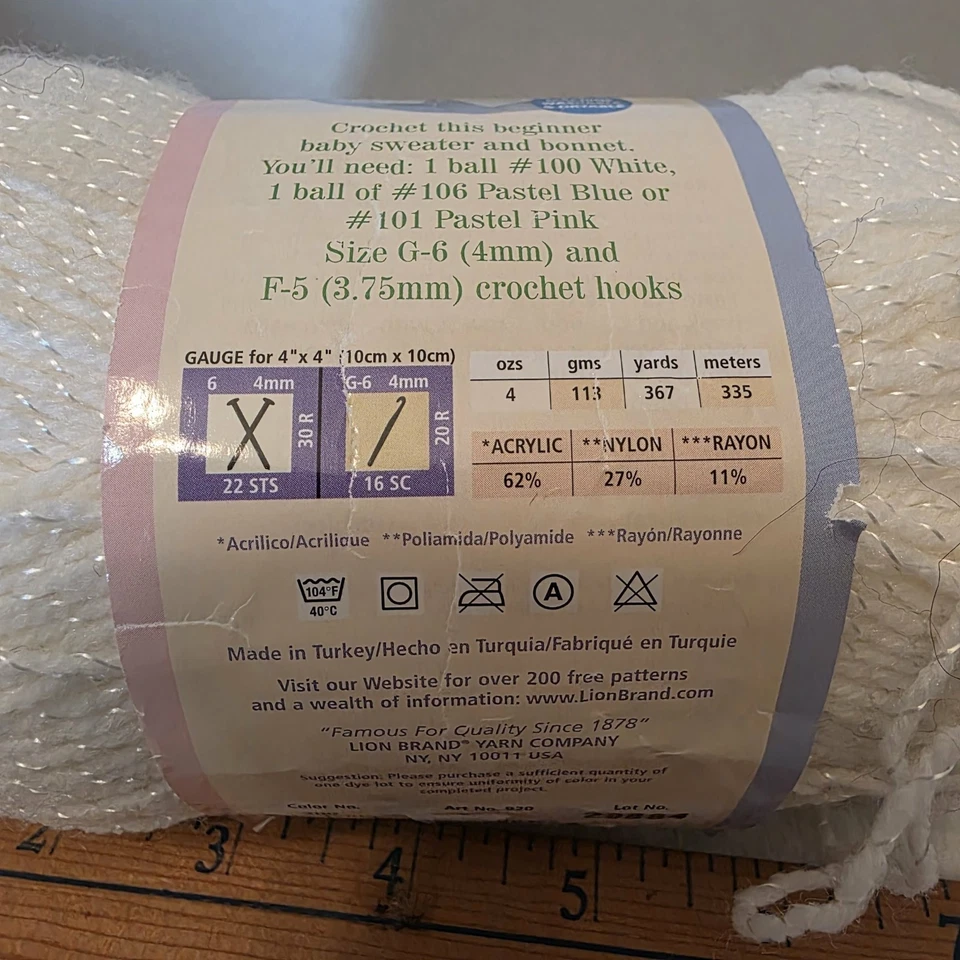 & PORTABLE
Crochet this beginner
baby sweater and bonnet.
You'll need: 1 ball #100 White,
1 ball of #106 Pastel Blue or
#101 Pastel Pink
Size G-6 (4mm) and
F-5 (3.75mm) crochet hooks
GAUGE for 4"x 4" (10cm x 10cm)
6 4mm
30 R
22 STS
G-6 4mm
20 R
16 SC
ozs gms yards meters
4 113 367 335
*ACRYLIC **NYLON ***RAYON
62% 27% 11%
*Acrilico/Acrilique **Poliamida/Polyamide ***Rayón/Rayonne
104°F
40°C
A
Made in Turkey/Hecho en Turquia/Fabriqué en Turquie
Visit our Website for over 200 free patterns
and a wealth of information: www.LionBrand.com
"Famous For Quality Since 1878"
LION BRAND® YARN COMPANY
NY, NY 10011 USA
Suggestion: Please purchase a sufficient quantity of
one dye lot to ensure uniformity of color in your
completed project.
Color No. Art No. 920 Lot No.
2 3 4 5